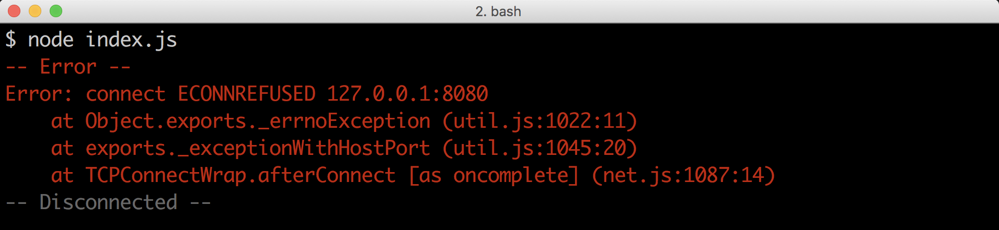 2. bash
$ node index.js
-- Error --
Error: connect ECONNREFUSED 127.0.0.1:8080
    at Object.exports._errnoException (util.js:1022:11)
    at exports._exceptionWithHostPort (util.js:1045:20)
    at TCPConnectWrap.afterConnect [as oncomplete] (net.js:1087:14)
-- Disconnected --